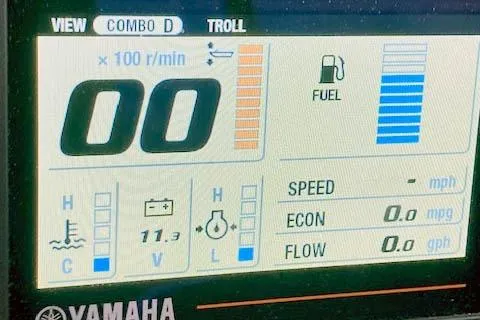 VIEW COMBO D TROLL
× 100 r/min
00
FUEL
H
C
11.3
V
H
L
SPEED - mph
ECON 0.0 mpg
FLOW 0.0 gph
YAMAHA